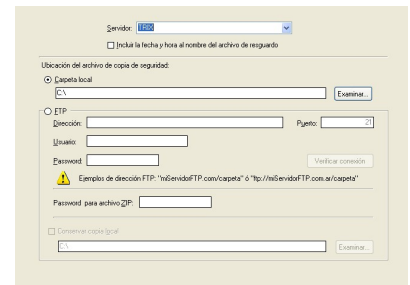 Servidor: TRIX
Incluir la fecha y hora al nombre del archivo de resguardo
Ubicación del archivo de copia de seguridad:
Carpeta local
C:\ Examinar...
FTP
Dirección: Puerto: 21
Usuario:
Password: Verificar conexión
Ejemplos de dirección FTP: "miServidorFTP.com/carpeta" ó "ftp://miServidorFTP.com.ar/carpeta"
Password para archivo ZIP:
Conservar copia local
C:\ Examinar...